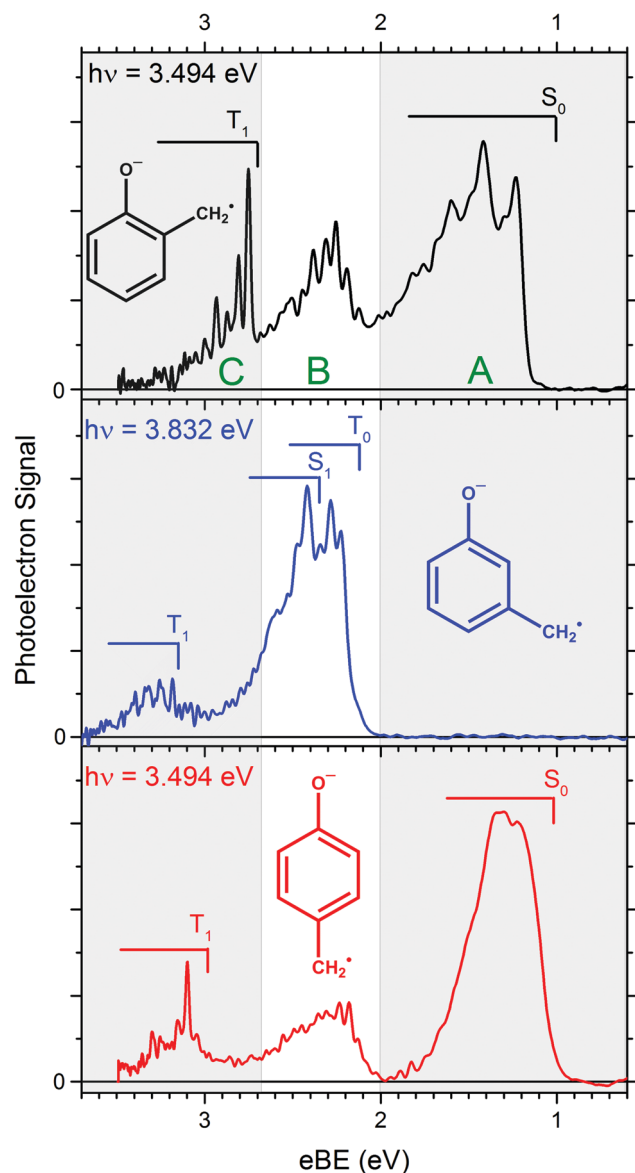 3 2 1
hν = 3.494 eV
S₀
T₁
O⁻
CH₂•
C B A
0
hν = 3.832 eV
T₀
S₁
O⁻
T₁
CH₂•
0
Photoelectron Signal
hν = 3.494 eV
S₀
O⁻
T₁
CH₂•
0
3 2 1
eBE (eV)